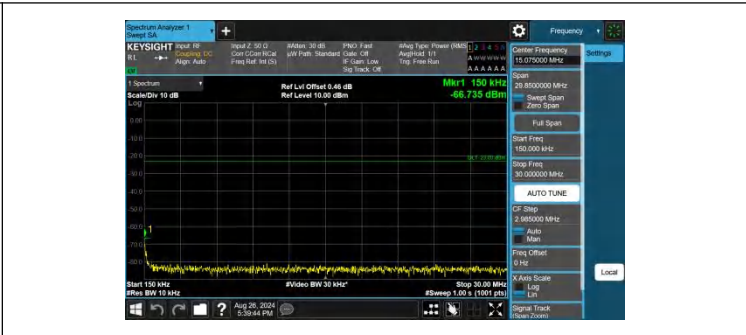 Spectrum Analyzer 1
Swept SA
+
Frequency
KEYSIGHT
Input: RF
Coupling: DC
Align: Auto
Input Z: 50 Ω
Corr CCorr RCal
Freq Ref: Int (S)
#Atten: 30 dB
µW Path: Standard
PNO: Fast
Gate: Off
IF Gain: Low
Sig Track: Off
#Avg Type: Power (RMS)
Avg|Hold: 1/1
Trig: Free Run
1 2 3 4 5 6
A W W W W W
A A A A A A
1 Spectrum
Scale/Div 10 dB
Log
Ref Lvl Offset 0.46 dB
Ref Level 10.00 dBm
Mkr1 150 kHz
-66.735 dBm
0.00
-10.0
-20.0
-30.0
-40.0
-50.0
-60.0
-70.0
-80.0
1
Start 150 kHz
#Res BW 10 kHz
#Video BW 30 kHz*
Stop 30.00 MHz
#Sweep 1.00 s (1001 pts)
Aug 28, 2024
5:39:44 PM
Center Frequency
15.075000 MHz
Settings
Span
29.8500000 MHz
Swept Span
Zero Span
Full Span
Start Freq
150.000 kHz
Stop Freq
30.000000 MHz
AUTO TUNE
CF Step
2.985000 MHz
Auto
Man
Freq Offset
0 Hz
X Axis Scale
Log
Lin
Local
Signal Track
(Span Zoom)